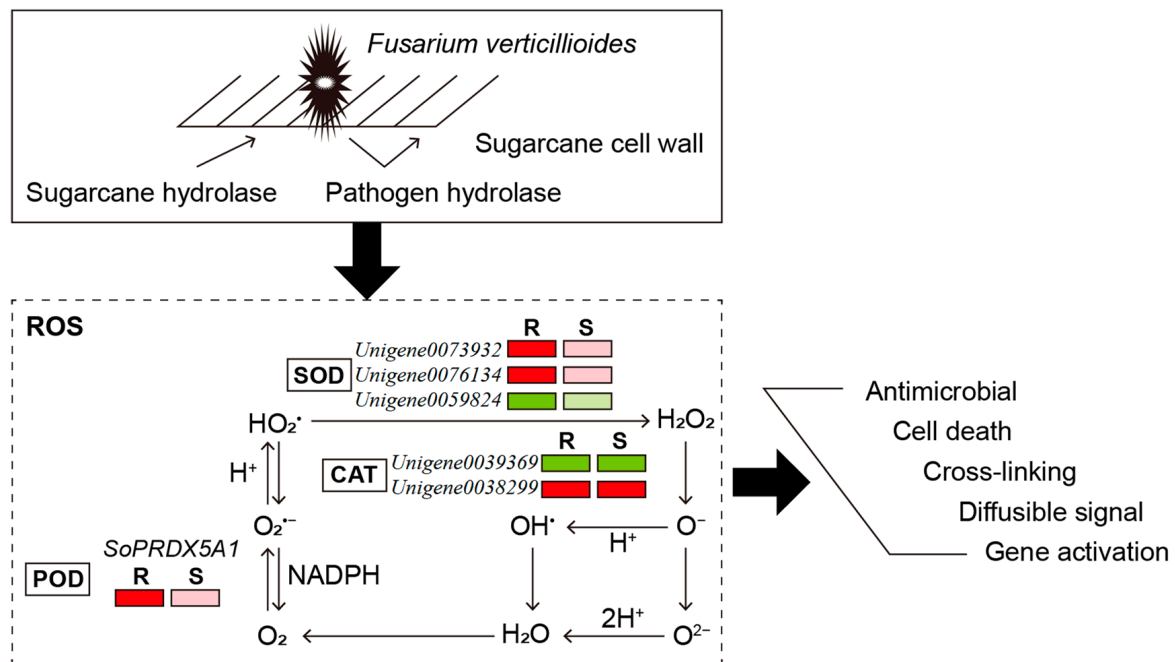 Fusarium verticillioides
Sugarcane cell wall
Sugarcane hydrolase
Pathogen hydrolase
ROS
R S
SOD
Unigene0073932
Unigene0076134
Unigene0059824
HO₂•
H₂O₂
R S
CAT
Unigene0039369
Unigene0038299
H⁺
O₂•⁻
OH•
H⁺
O⁻
SoPRDX5A1
POD
R S
NADPH
O₂
H₂O
2H⁺
O²⁻
Antimicrobial
Cell death
Cross-linking
Diffusible signal
Gene activation